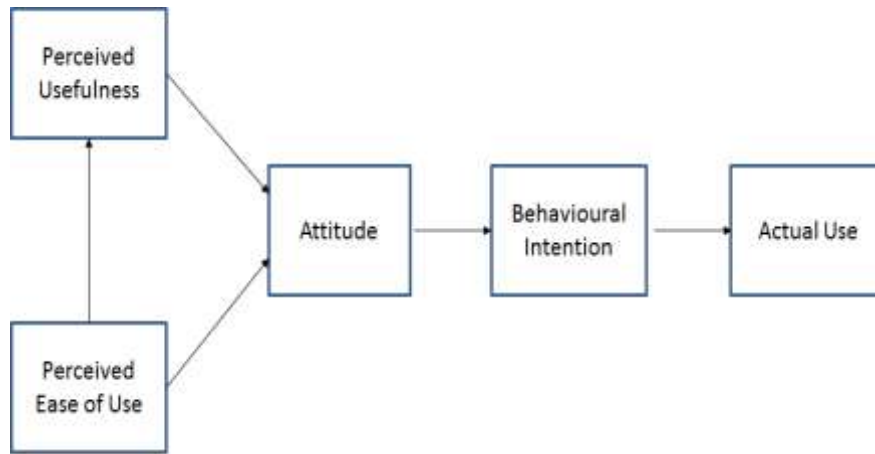 Perceived
Usefulness
Attitude
Behavioural
Intention
Actual Use
Perceived
Ease of Use